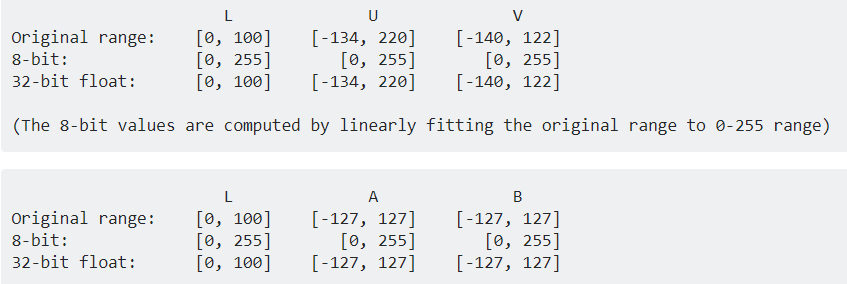 L U V
Original range: [0, 100] [-134, 220] [-140, 122]
8-bit: [0, 255] [0, 255] [0, 255]
32-bit float: [0, 100] [-134, 220] [-140, 122]
(The 8-bit values are computed by linearly fitting the original range to 0-255 range)
L A B
Original range: [0, 100] [-127, 127] [-127, 127]
8-bit: [0, 255] [0, 255] [0, 255]
32-bit float: [0, 100] [-127, 127] [-127, 127]